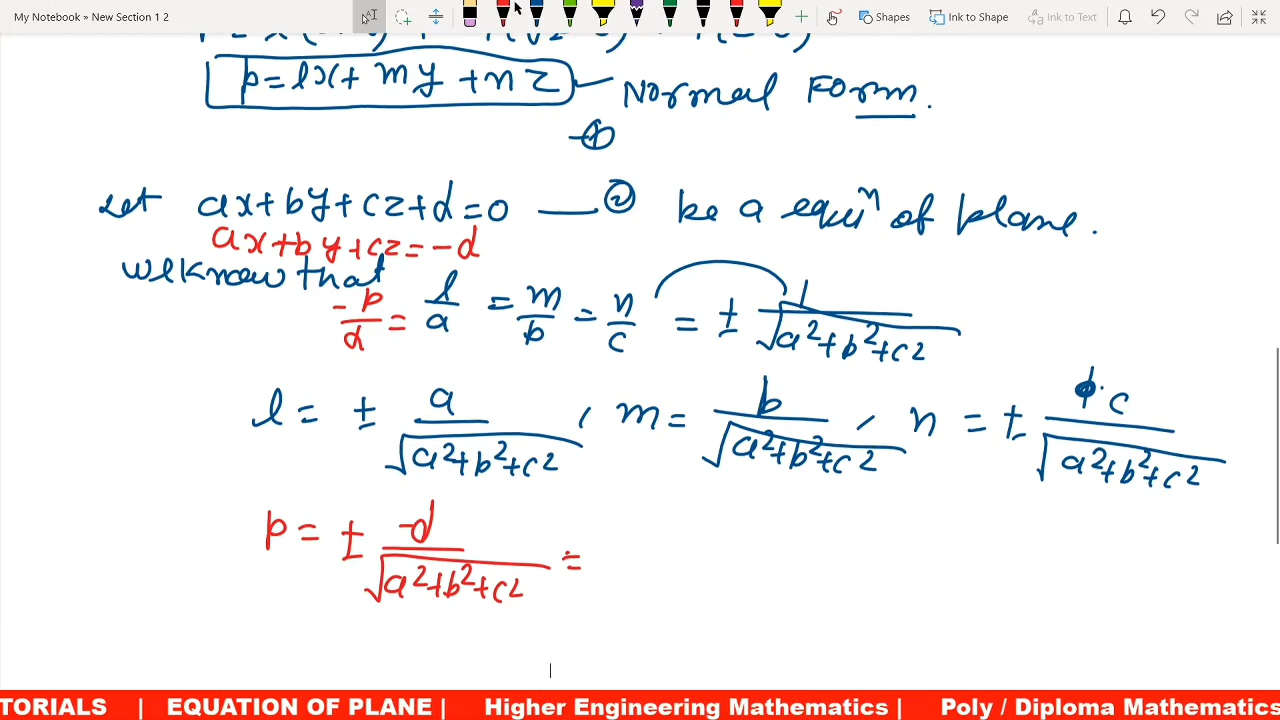 My Notebook » New Section 1 2
Shapes
Ink to Shape
Ink to Text
p=lx+my+nz
Normal Form.
①
Let ax+by+cz+d=0 — ② be a equⁿ of plane.
ax+by+cz=-d
we know that
-p/d = l/a = m/b = n/c = ± 1/√a²+b²+c²
l = ± a/√a²+b²+c² , m = b/√a²+b²+c² , n = ± c/√a²+b²+c²
p = ± -d/√a²+b²+c² =
TORIALS | EQUATION OF PLANE | Higher Engineering Mathematics | Poly / Diploma Mathematics